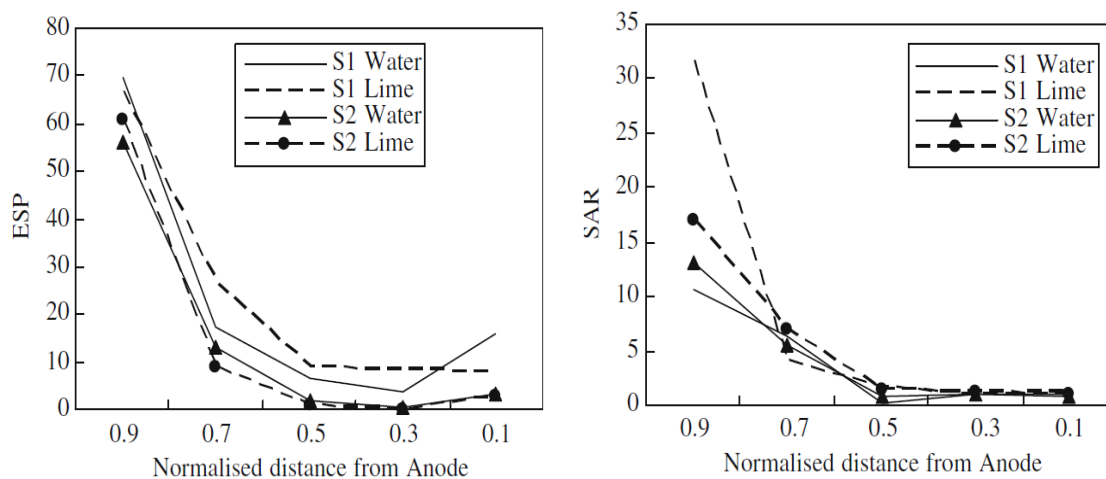 80
70
60
50
40
30
20
10
0
ESP
S1 Water
S1 Lime
S2 Water
S2 Lime
0.9 0.7 0.5 0.3 0.1
Normalised distance from Anode
35
30
25
20
15
10
5
0
SAR
S1 Water
S1 Lime
S2 Water
S2 Lime
0.9 0.7 0.5 0.3 0.1
Normalised distance from Anode